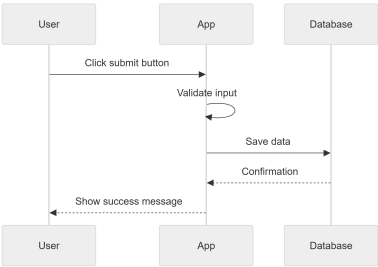 User
App
Database
Click submit button
Validate input
Save data
Confirmation
Show success message
User
App
Database